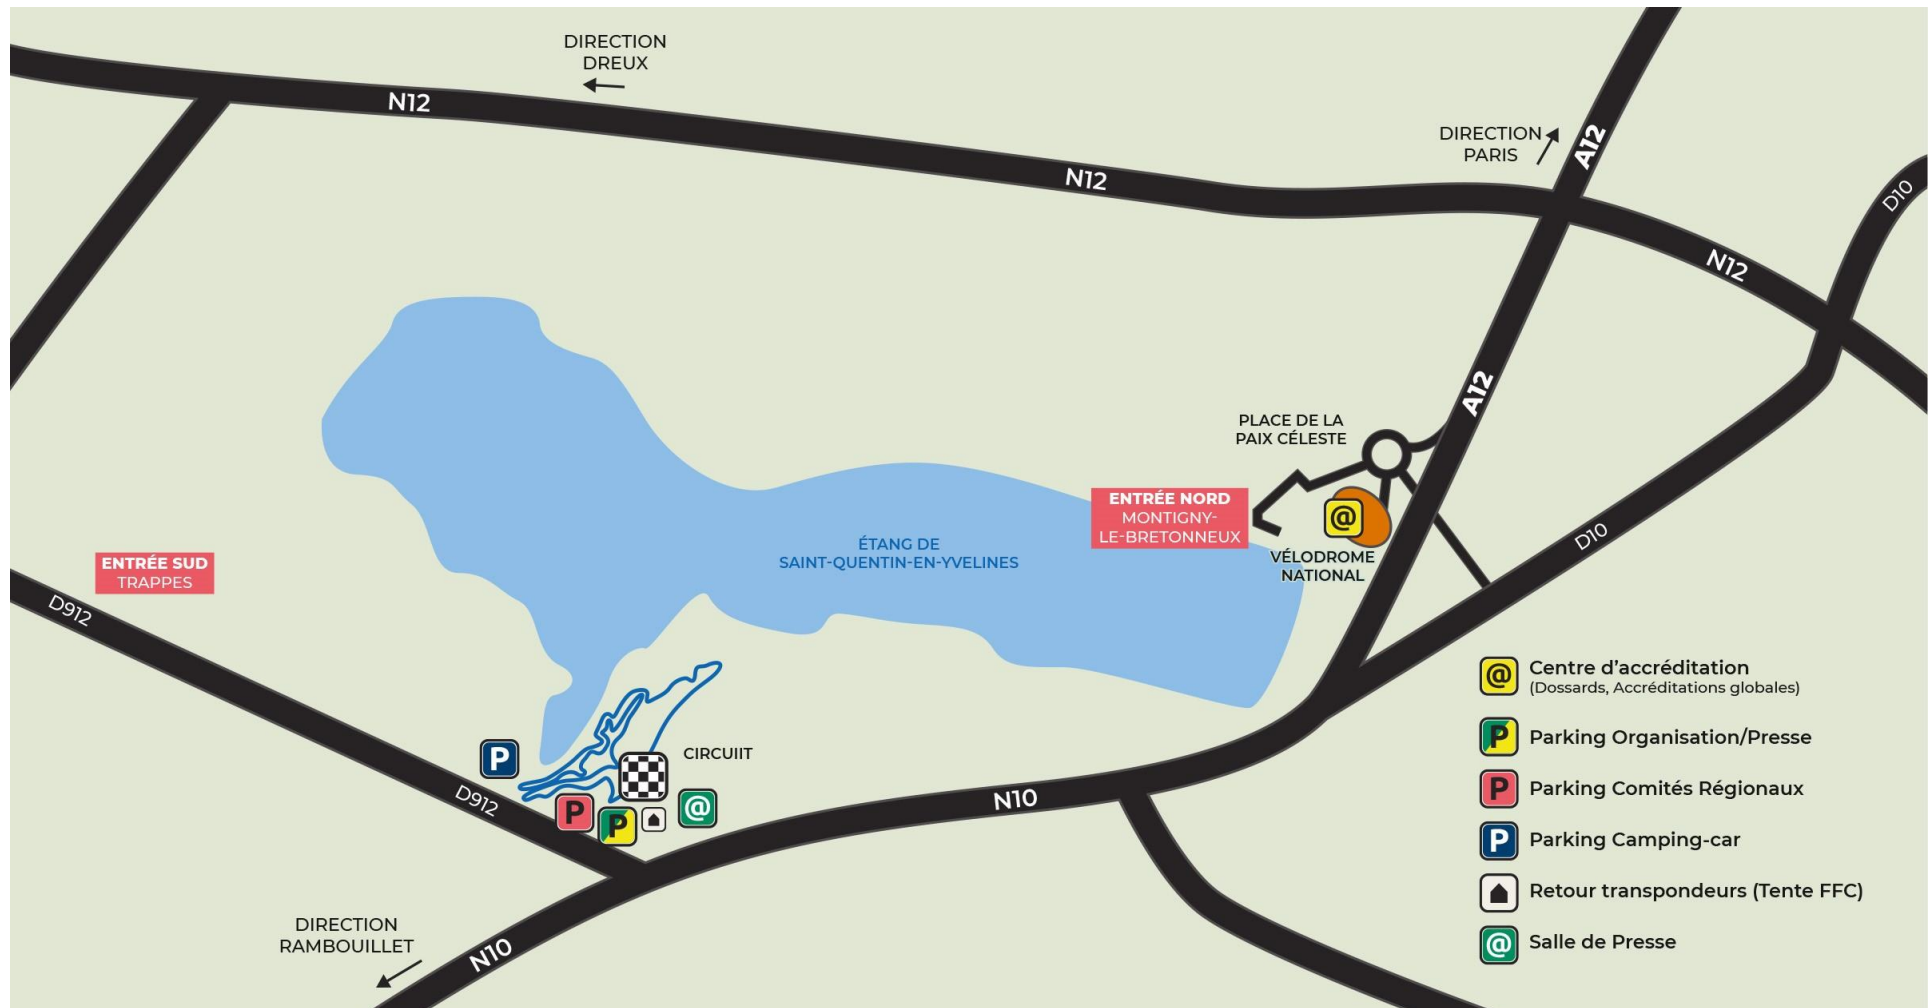 DIRECTION
DREUX
N12
N12
DIRECTION
PARIS
A12
D10
N12
A12
PLACE DE LA
PAIX CÉLESTE
ENTRÉE NORD
MONTIGNY-
LE-BRETONNEUX
@
VÉLODROME
NATIONAL
D10
ÉTANG DE
SAINT-QUENTIN-EN-YVELINES
ENTRÉE SUD
TRAPPES
D912
P
CIRCUIIT
D912
P
P
@
N10
DIRECTION
RAMBOUILLET
N10
@ Centre d'accréditation
(Dossards, Accréditations globales)
P Parking Organisation/Presse
P Parking Comités Régionaux
P Parking Camping-car
Retour transpondeurs (Tente FFC)
@ Salle de Presse